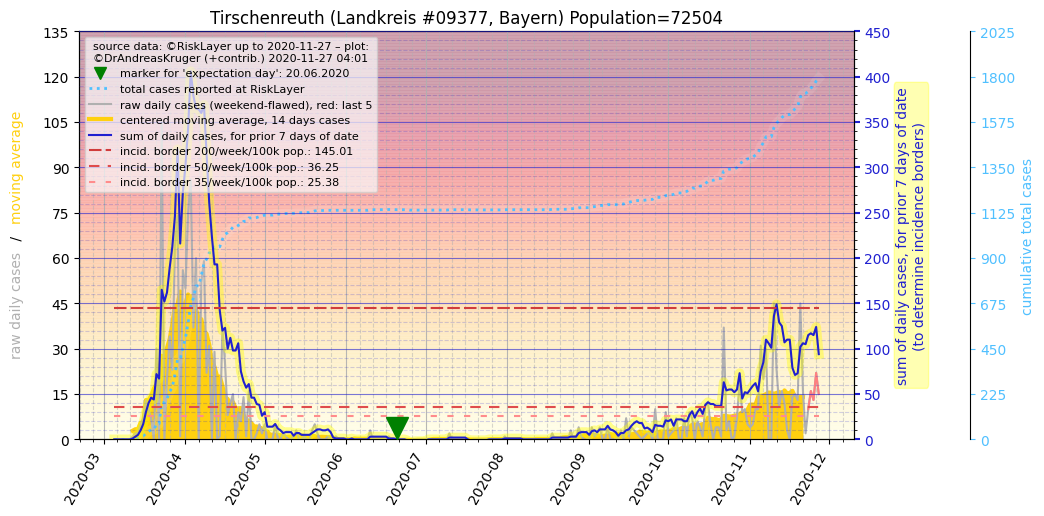 Tirschenreuth (Landkreis #09377, Bayern) Population=72504
source data: ©RiskLayer up to 2020-11-27 – plot:
©DrAndreasKruger (+contrib.) 2020-11-27 04:01
marker for 'expectation day': 20.06.2020
total cases reported at RiskLayer
raw daily cases (weekend-flawed), red: last 5
centered moving average, 14 days cases
sum of daily cases, for prior 7 days of date
incid. border 200/week/100k pop.: 145.01
incid. border 50/week/100k pop.: 36.25
incid. border 35/week/100k pop.: 25.38
raw daily cases / moving average
135
120
105
90
75
60
45
30
15
0
2020-03
2020-04
2020-05
2020-06
2020-07
2020-08
2020-09
2020-10
2020-11
2020-12
450
400
350
300
250
200
150
100
50
0
sum of daily cases, for prior 7 days of date
(to determine incidence borders)
2025
1800
1575
1350
1125
900
675
450
225
0
cumulative total cases